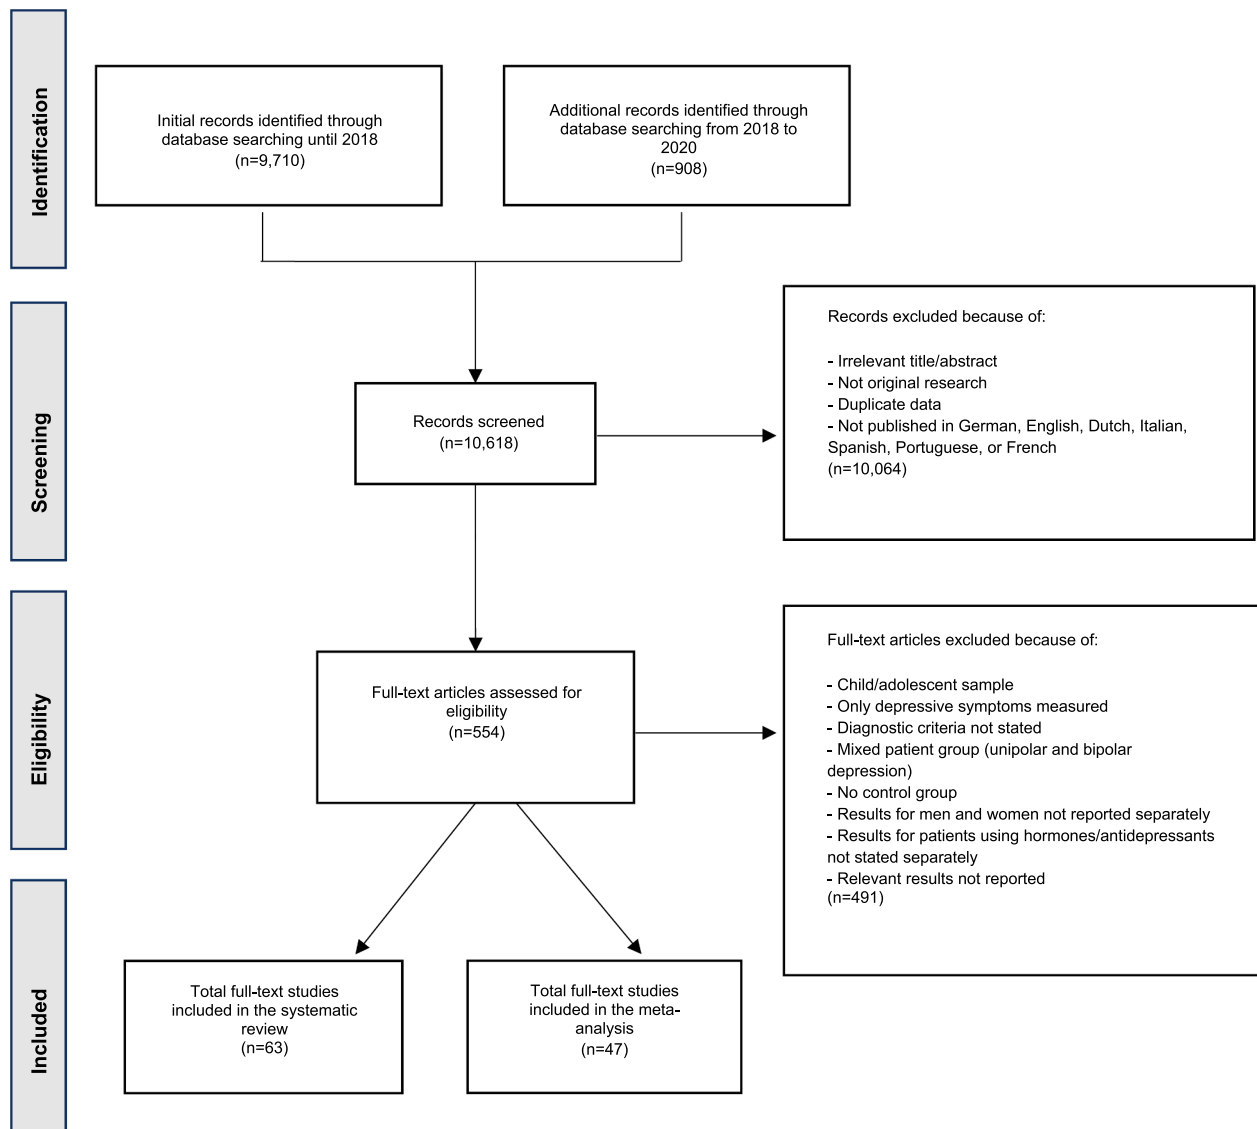 Identification
Initial records identified through
database searching until 2018
(n=9,710)
Additional records identified through
database searching from 2018 to
2020
(n=908)
Screening
Records screened
(n=10,618)
Records excluded because of:
- Irrelevant title/abstract
- Not original research
- Duplicate data
- Not published in German, English, Dutch, Italian,
Spanish, Portuguese, or French
(n=10,064)
Eligibility
Full-text articles assessed for
eligibility
(n=554)
Full-text articles excluded because of:
- Child/adolescent sample
- Only depressive symptoms measured
- Diagnostic criteria not stated
- Mixed patient group (unipolar and bipolar
depression)
- No control group
- Results for men and women not reported separately
- Results for patients using hormones/antidepressants
not stated separately
- Relevant results not reported
(n=491)
Included
Total full-text studies
included in the systematic
review
(n=63)
Total full-text studies
included in the meta-
analysis
(n=47)